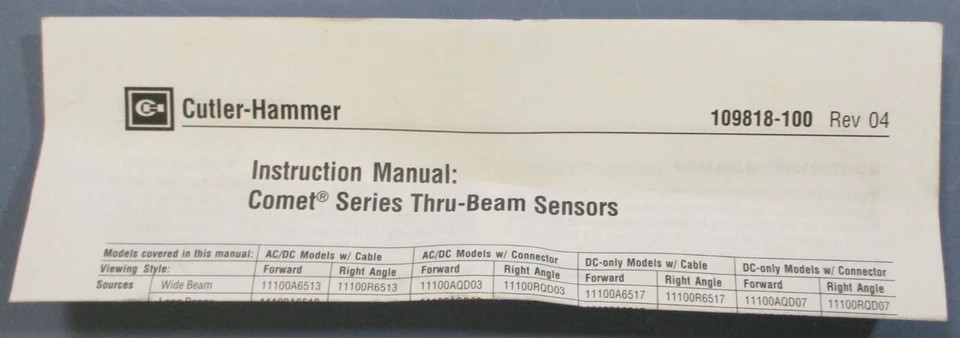 Cutler-Hammer
109818-100 Rev 04
Instruction Manual:
Comet® Series Thru-Beam Sensors
Models covered in this manual: AC/DC Models w/ Cable AC/DC Models w/ Connector DC-only Models w/ Cable DC-only Models w/ Connector
Viewing Style: Forward Right Angle Forward Right Angle Forward Right Angle Forward Right Angle
Sources Wide Beam 11100A6513 11100R6513 11100AQD03 11100RQD03 11100A6517 11100R6517 11100AQD07 11100RQD07